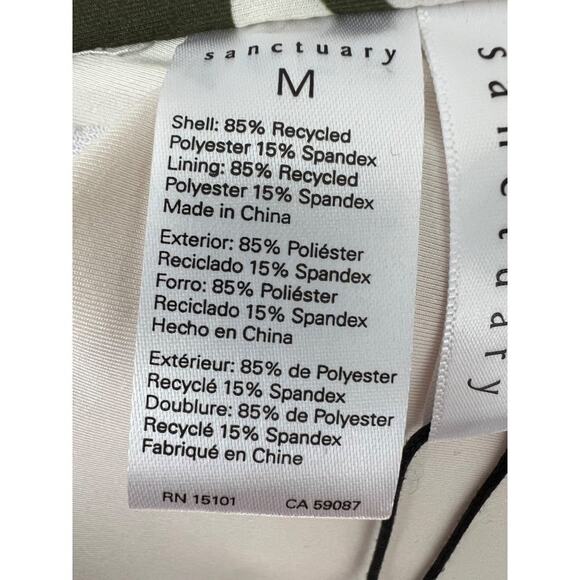 sanctuary
M
Shell: 85% Recycled
Polyester 15% Spandex
Lining: 85% Recycled
Polyester 15% Spandex
Made in China
Exterior: 85% Poliéster
Reciclado 15% Spandex
Forro: 85% Poliéster
Reciclado 15% Spandex
Hecho en China
Extérieur: 85% de Polyester
Recyclé 15% Spandex
Doublure: 85% de Polyester
Recyclé 15% Spandex
Fabriqué en Chine
RN 15101 CA 59087
sanctuary